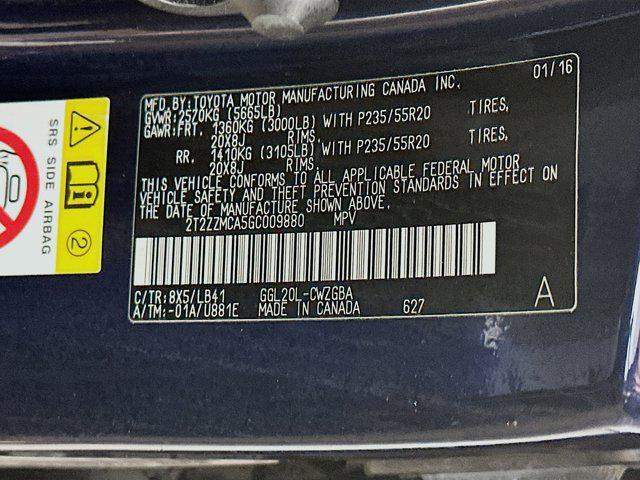 MFD.BY:TOYOTA MOTOR MANUFACTURING CANADA INC. 01/16
GVWR:2520KG (5665LB)
GAWR:FRT. 1360KG (3000LB) WITH P235/55R20 TIRES,
20X8J RIMS.
RR. 1410KG (3105LB) WITH P235/55R20 TIRES,
20X8J RIMS.
THIS VEHICLE CONFORMS TO ALL APPLICABLE FEDERAL MOTOR
VEHICLE SAFETY AND THEFT PREVENTION STANDARDS IN EFFECT ON
THE DATE OF MANUFACTURE SHOWN ABOVE.
2T2ZZMCA5GC009880 MPV
C/TR:8X5/LB41 GGL20L-CWZGBA
A/TM:-01A/U881E MADE IN CANADA 627 A
SRS SIDE AIRBAG
2